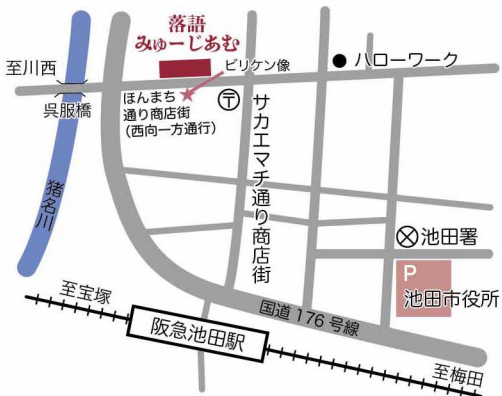 落語
みゅーじあむ
ビリケン像
ハローワーク
至川西
呉服橋
ほんまち
通り商店街
(西向一方通行)
〒
サカエマチ通り商店街
猪名川
池田署
P
池田市役所
至宝塚
国道176号線
阪急池田駅
至梅田